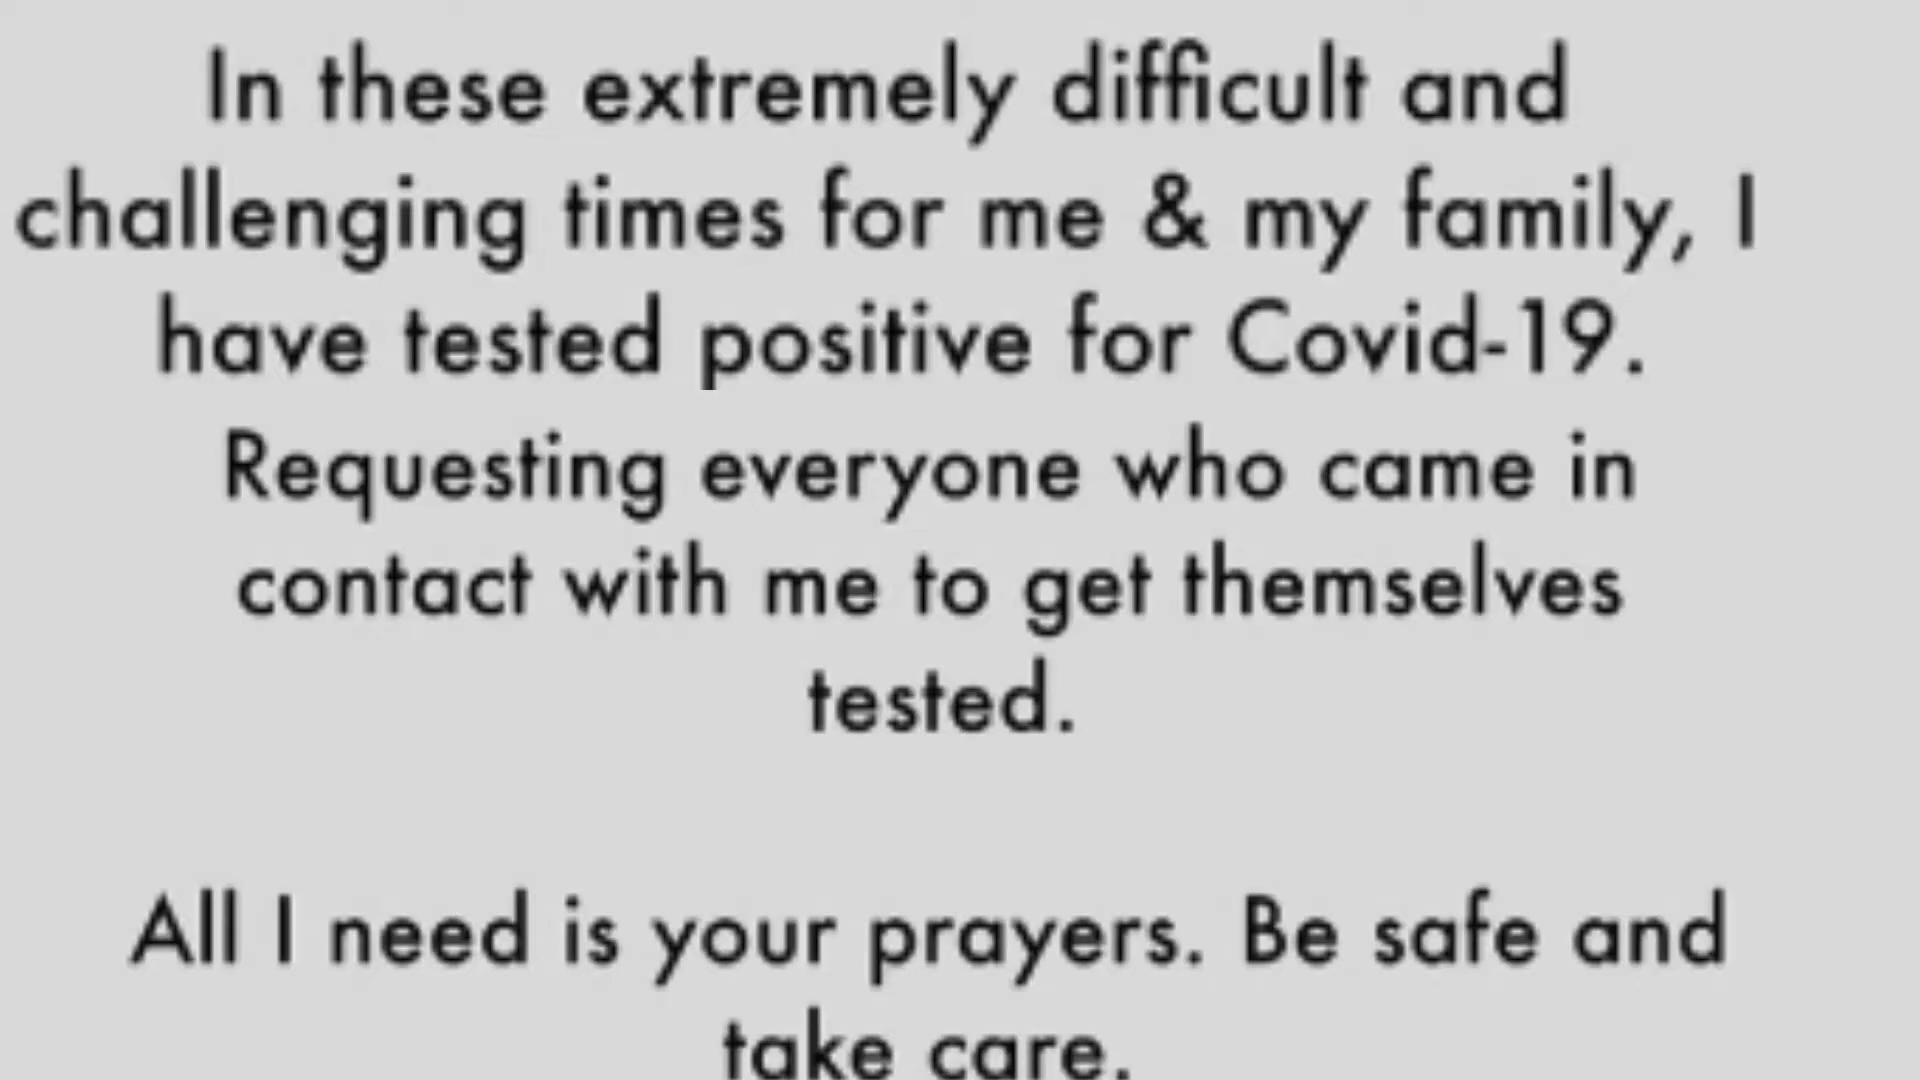 In these extremely difficult and
challenging times for me & my family, I
have tested positive for Covid-19.
Requesting everyone who came in
contact with me to get themselves
tested.
All I need is your prayers. Be safe and
take care.